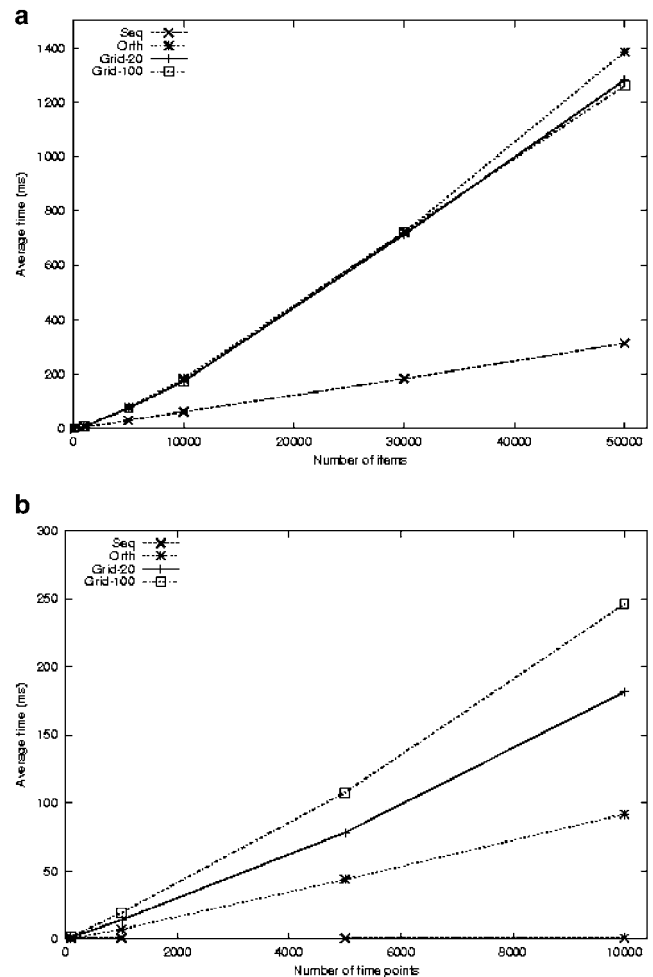 a
Seq
Orth
Grid-20
Grid-100
1400
1200
1000
800
600
400
200
0
Average time (ms)
0 10000 20000 30000 40000 50000
Number of items
b
Seq
Orth
Grid-20
Grid-100
300
250
200
150
100
50
0
Average time (ms)
0 2000 4000 6000 8000 10000
Number of time points